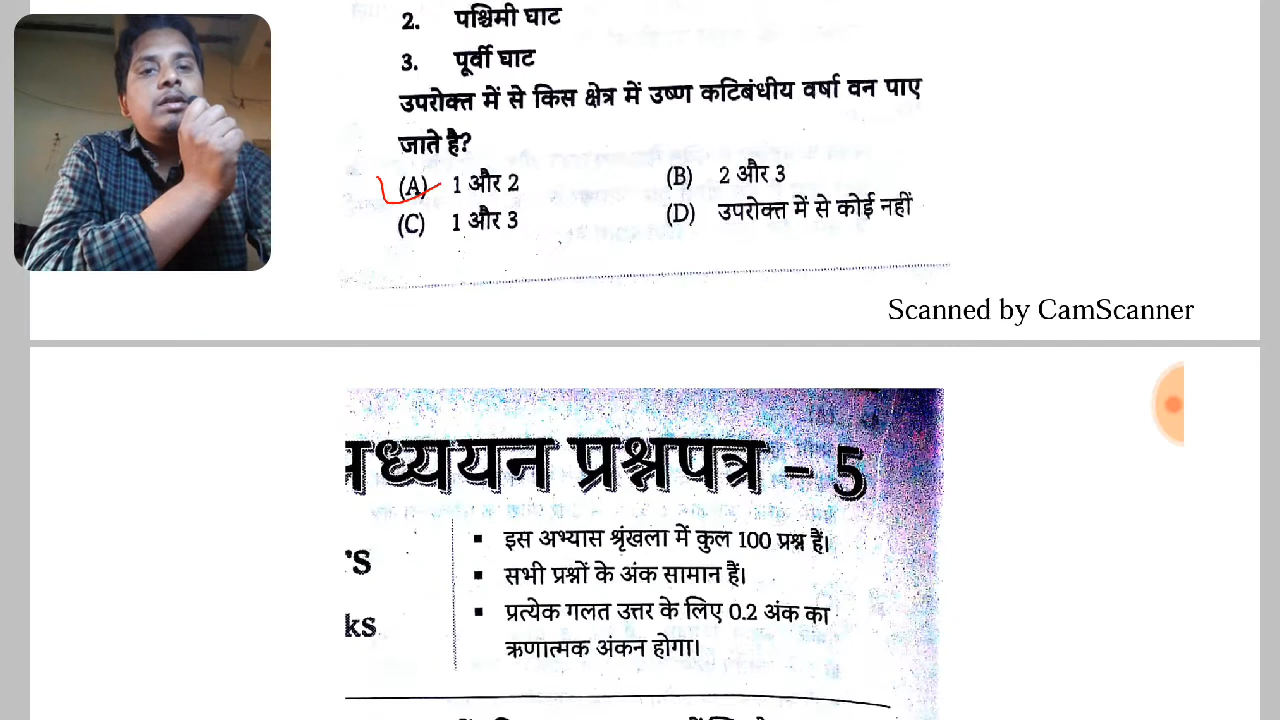 2. पश्चिमी घाट
3. पूर्वी घाट
उपरोक्त में से किस क्षेत्र में उष्ण कटिबंधीय वर्षा वन पाए
जाते है?
(A) 1 और 2 (B) 2 और 3
(C) 1 और 3 (D) उपरोक्त में से कोई नहीं
Scanned by CamScanner
प्रश्नपत्र - 5
इस अभ्यास श्रृंखला में कुल 100 प्रश्न हैं।
सभी प्रश्नों के अंक सामान हैं।
प्रत्येक गलत उत्तर के लिए 0.2 अंक का
ऋणात्मक अंकन होगा।